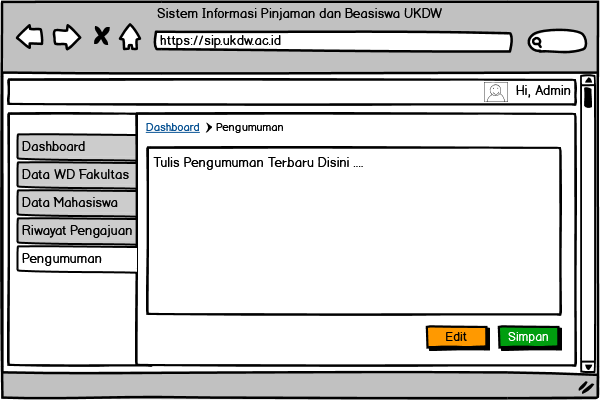 Sistem Informasi Pinjaman dan Beasiswa UKDW
https://sip.ukdw.ac.id
Hi, Admin
Dashboard Pengumuman
Dashboard
Data WD Fakultas
Data Mahasiswa
Riwayat Pengajuan
Pengumuman
Tulis Pengumuman Terbaru Disini ....
Edit Simpan